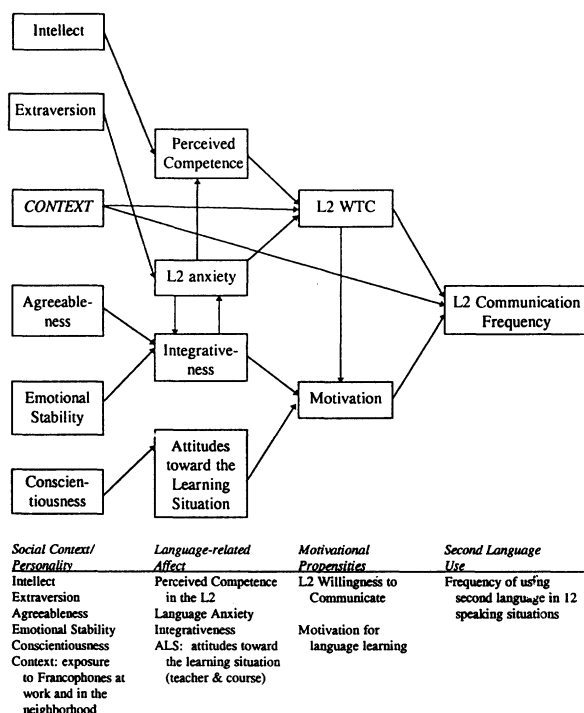 Intellect
Extraversion
Perceived
Competence
CONTEXT
L2 WTC
L2 anxiety
Agreeable-
ness
L2 Communication
Frequency
Integrative-
ness
Emotional
Stability
Motivation
Attitudes
toward the
Learning
Situation
Conscien-
tiousness
Social Context/
Personality
Intellect
Extraversion
Agreeableness
Emotional Stability
Conscientiousness
Context: exposure
to Francophones at
work and in the
neighborhood
Language-related
Affect
Perceived Competence
in the L2
Language Anxiety
Integrativeness
ALS: attitudes toward
the learning situation
(teacher & course)
Motivational
Propensities
L2 Willingness to
Communicate
Motivation for
language learning
Second Language
Use
Frequency of using
second language in 12
speaking situations